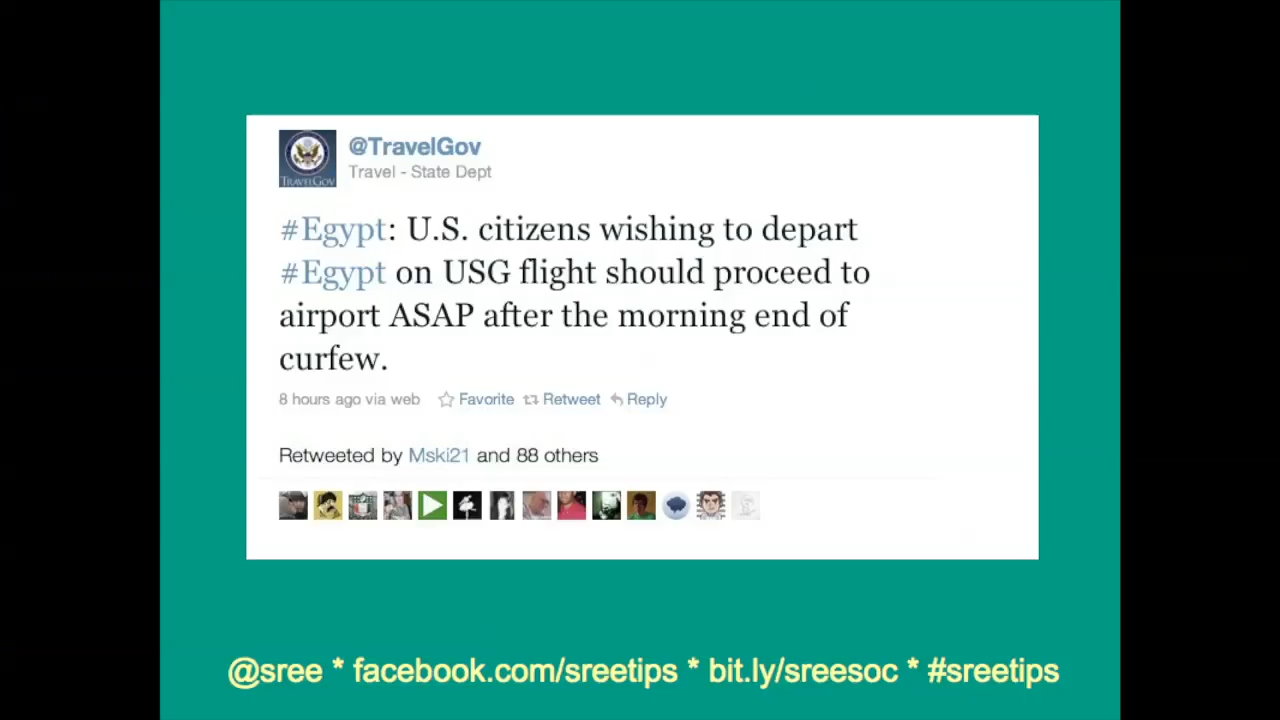 @TravelGov
Travel - State Dept
TRAVELGOV
#Egypt: U.S. citizens wishing to depart
#Egypt on USG flight should proceed to
airport ASAP after the morning end of
curfew.
8 hours ago via web Favorite Retweet Reply
Retweeted by Mski21 and 88 others
@sree * facebook.com/sreetips * bit.ly/sreesoc * #sreetips